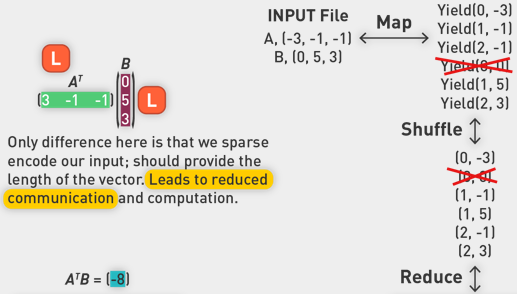 INPUT File
A, (-3, -1, -1)
B, (0, 5, 3)
Map
Yield(0, -3)
Yield(1, -1)
Yield(2, -1)
Yield(0, 0)
Yield(1, 5)
Yield(2, 3)
Shuffle
(0, -3)
(0, 0)
(1, -1)
(1, 5)
(2, -1)
(2, 3)
Reduce
L
Aᵀ
B
(3 -1 -1)
0
5
3
L
Only difference here is that we sparse
encode our input; should provide the
length of the vector. Leads to reduced
communication and computation.
AᵀB = (-8)